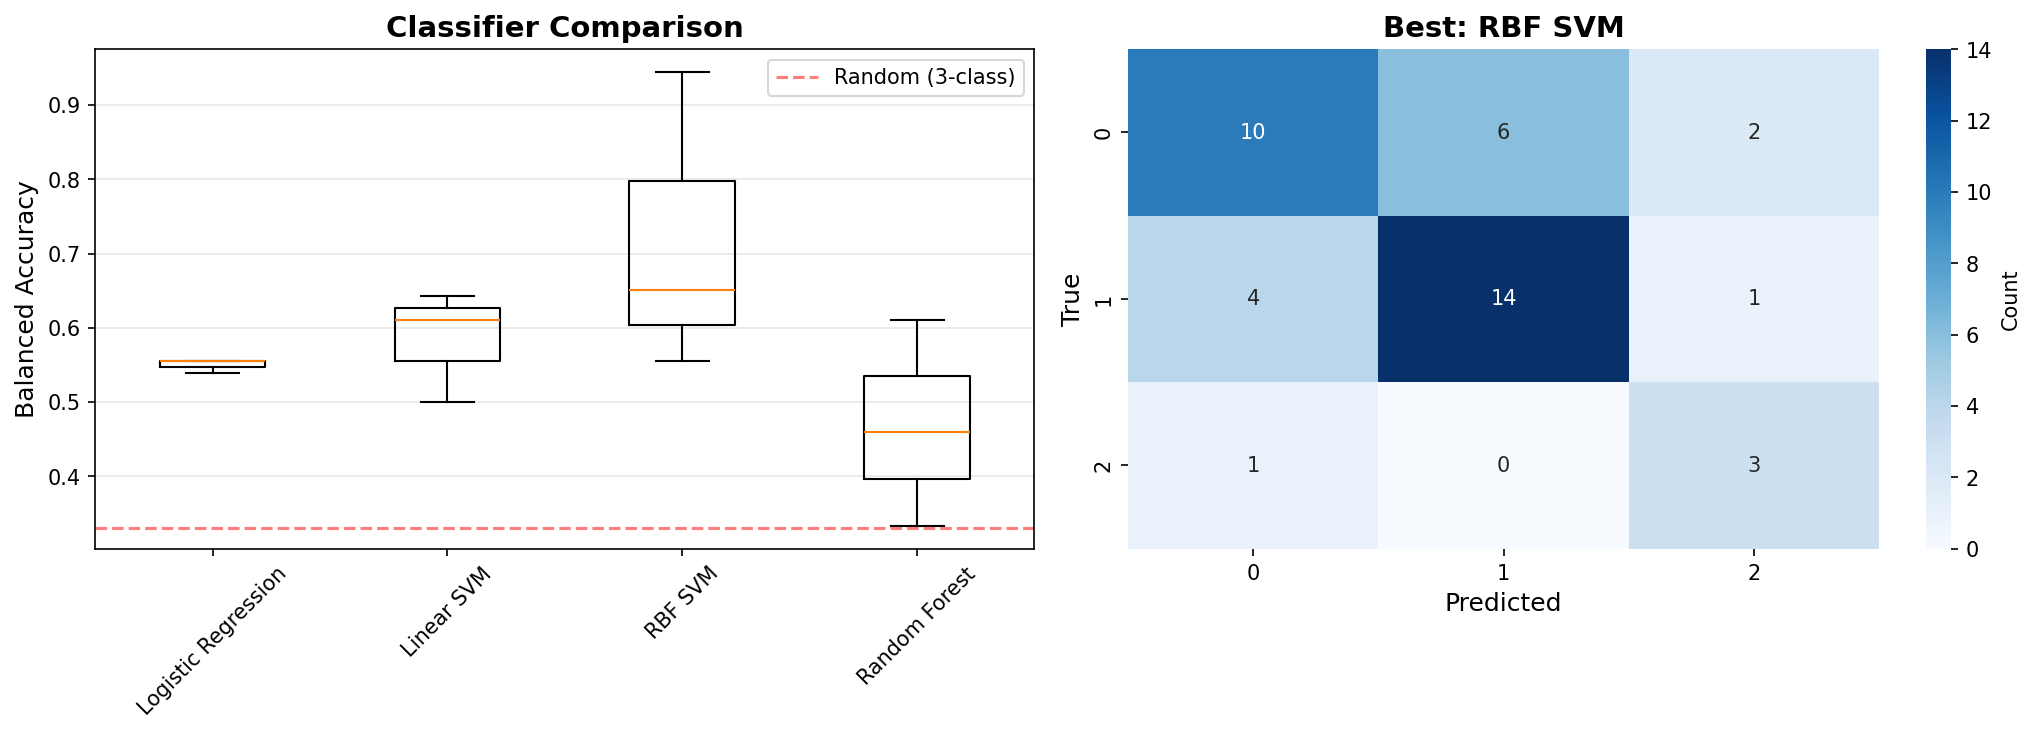 Classifier Comparison
Balanced Accuracy
0.9
0.8
0.7
0.6
0.5
0.4
Random (3-class)
Logistic Regression
Linear SVM
RBF SVM
Random Forest
Best: RBF SVM
True
0
1
2
10 6 2
4 14 1
1 0 3
0 1 2
Predicted
14
12
10
8
6
4
2
0
Count